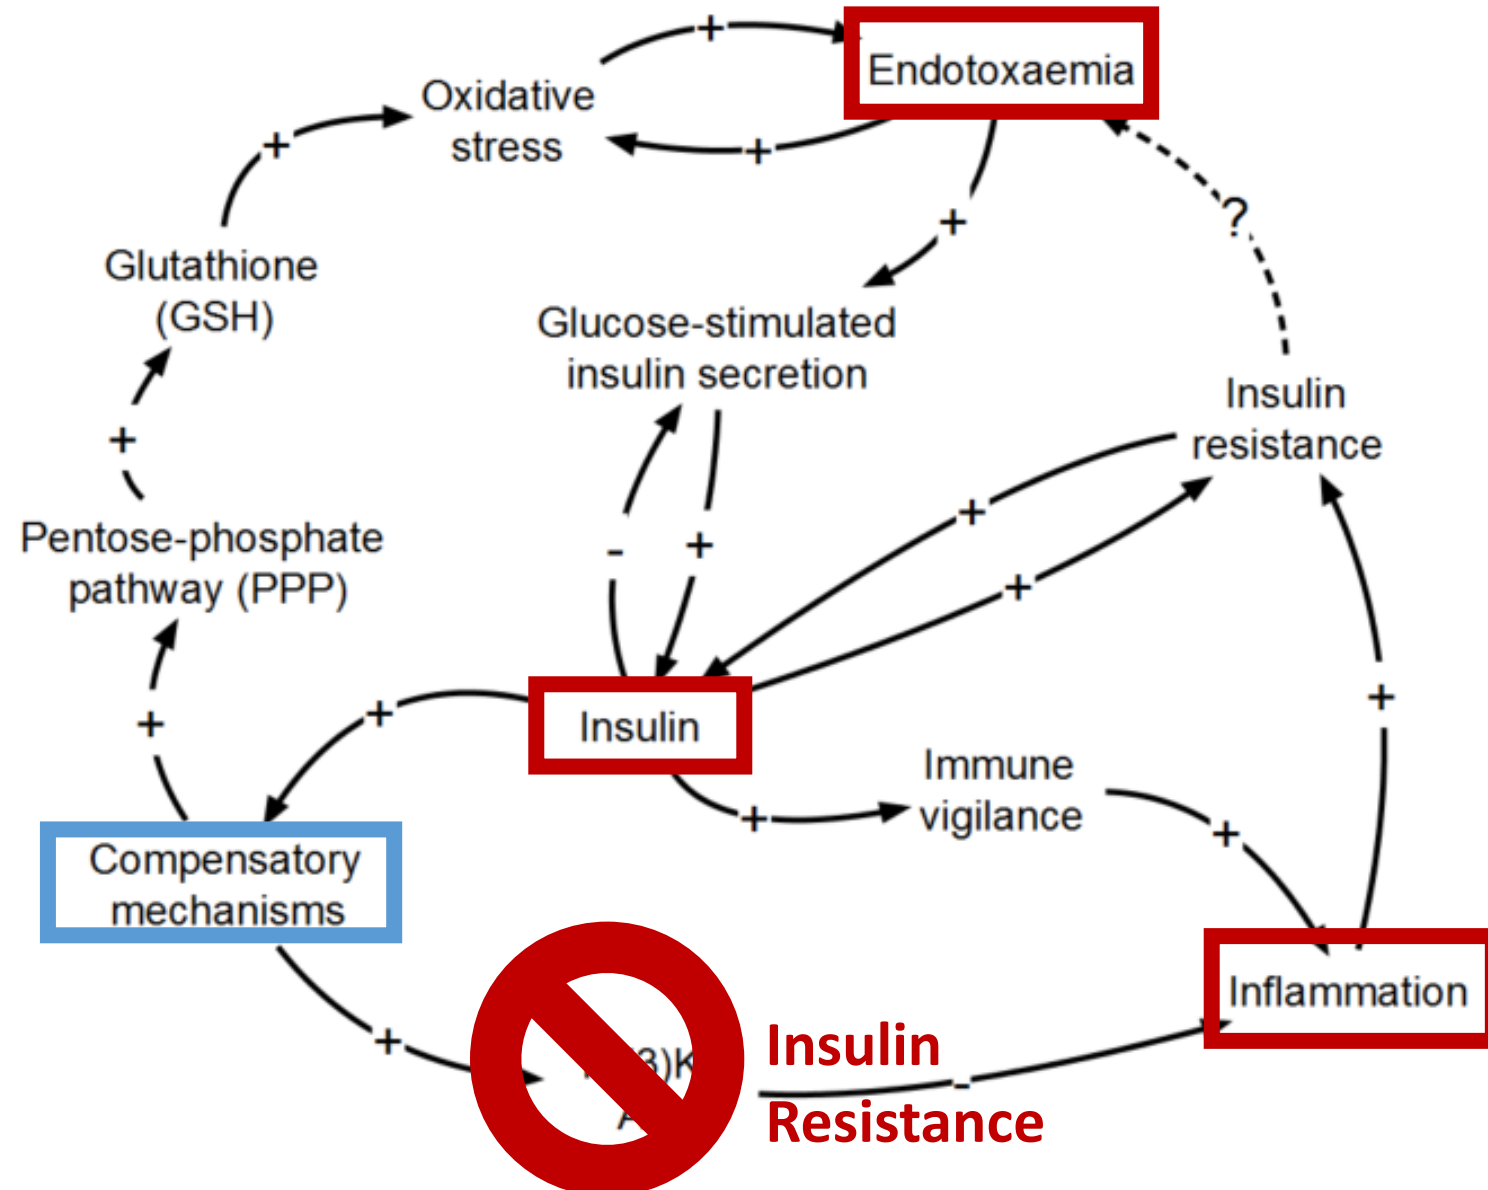 +
Endotoxaemia
Oxidative
stress
+
+
+
?
Glutathione
(GSH)
Glucose-stimulated
insulin secretion
Insulin
resistance
+
+
Pentose-phosphate
pathway (PPP)
-
+
+
+
+
+
Insulin
Immune
vigilance
+
+
+
Compensatory
mechanisms
Inflammation
+
Insulin
Resistance
-